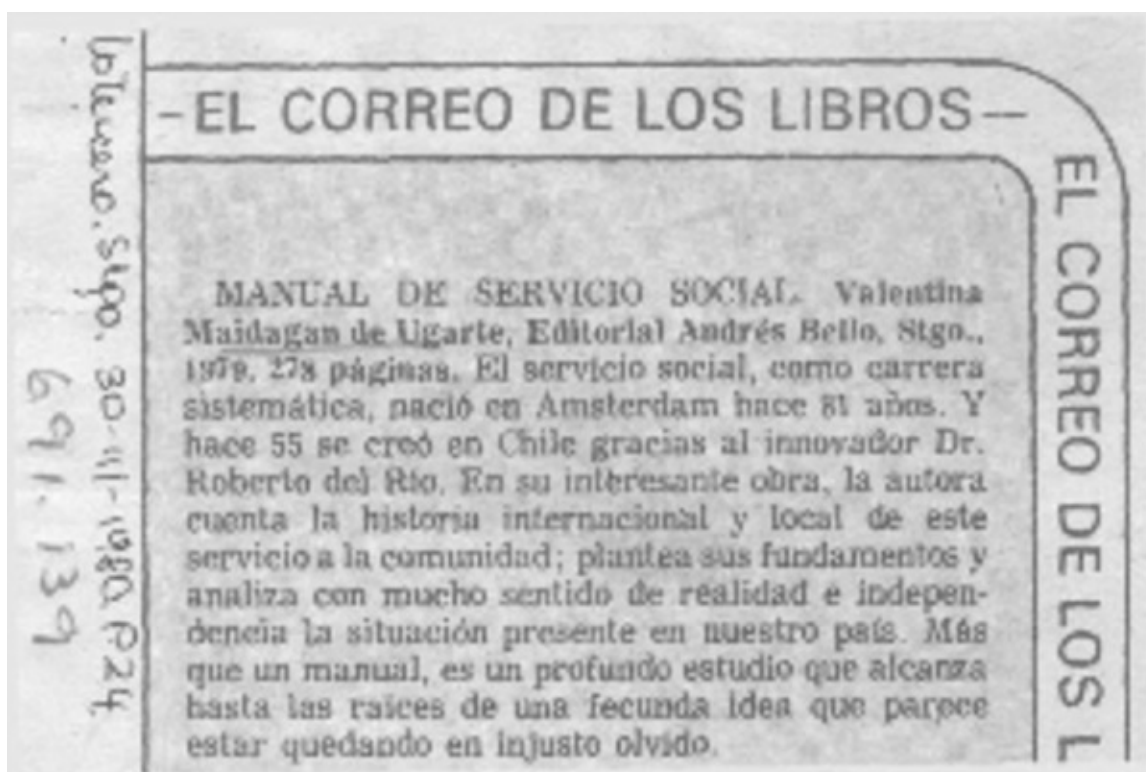 -EL CORREO DE LOS LIBROS-
EL CORREO DE LOS L
MANUAL DE SERVICIO SOCIAL. Valentina
Maidagan de Ugarte, Editorial Andrés Bello, Stgo.,
1979. 278 páginas. El servicio social, como carrera
sistemática, nació en Amsterdam hace 81 años. Y
hace 55 se creó en Chile gracias al innovador Dr.
Roberto del Río. En su interesante obra, la autora
cuenta la historia internacional y local de este
servicio a la comunidad; plantea sus fundamentos y
analiza con mucho sentido de realidad e indepen-
dencia la situación presente en nuestro país. Más
que un manual, es un profundo estudio que alcanza
hasta las raíces de una fecunda idea que parece
estar quedando en injusto olvido.
Stgo. 30-III-1980 P24
691.139